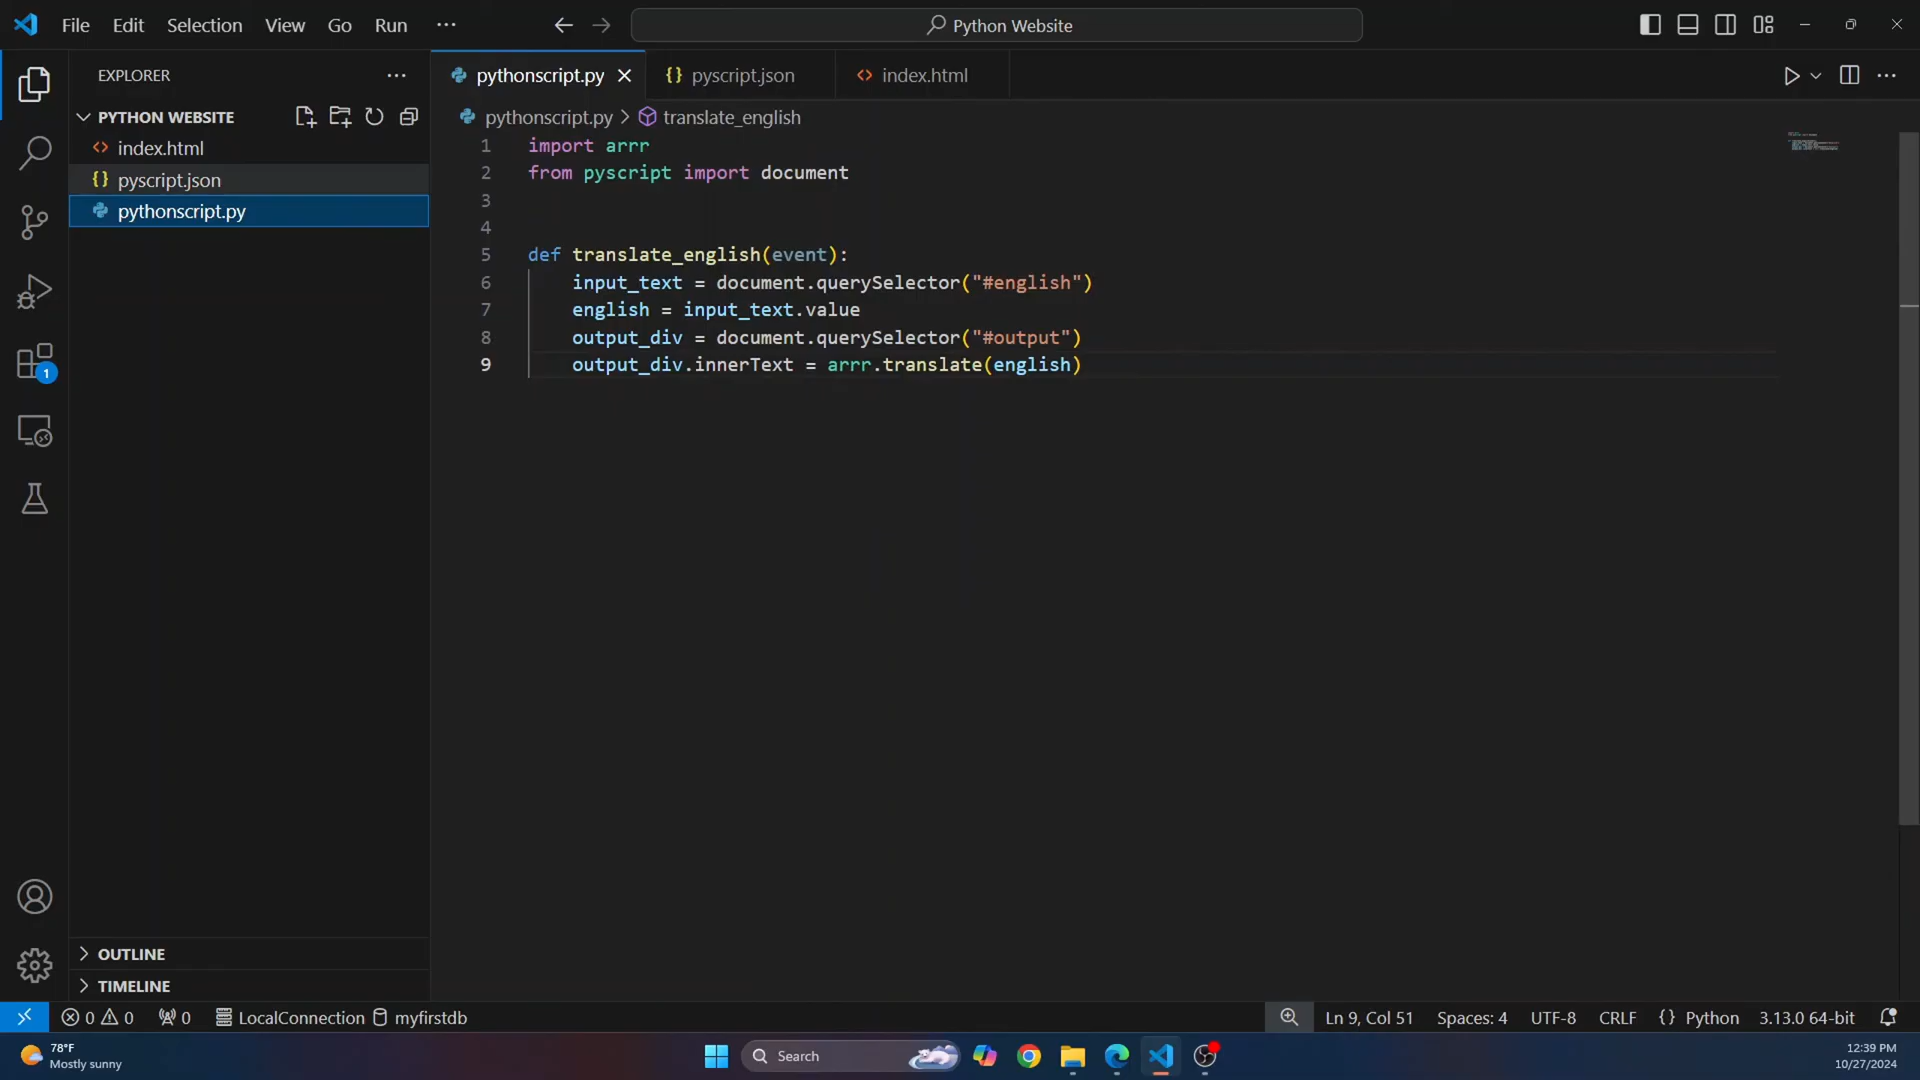 File Edit Selection View Go Run ··· Python Website
EXPLORER ···
PYTHON WEBSITE
index.html
pyscript.json
pythonscript.py
OUTLINE
TIMELINE
pythonscript.py pyscript.json index.html
pythonscript.py > translate_english
1 import arrr
2 from pyscript import document
3
4
5 def translate_english(event):
6 input_text = document.querySelector("#english")
7 english = input_text.value
8 output_div = document.querySelector("#output")
9 output_div.innerText = arrr.translate(english)
1
0 0 0 LocalConnection myfirstdb Ln 9, Col 51 Spaces: 4 UTF-8 CRLF {} Python 3.13.0 64-bit
78°F
Mostly sunny
Search
12:39 PM
10/27/2024